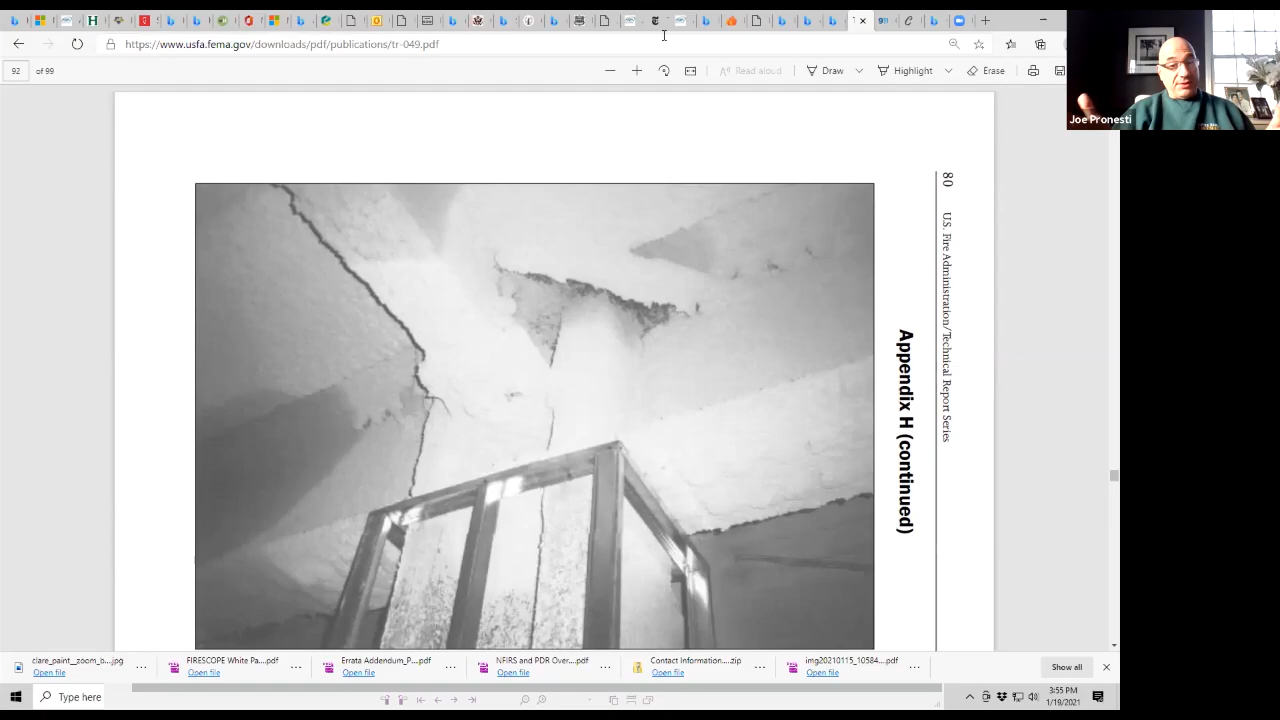 https://www.usfa.fema.gov/downloads/pdf/publications/tr-049.pdf
92 of 99
Read aloud
Draw
Highlight
Erase
Joe Pronesti
80
U.S. Fire Administration/Technical Report Series
Appendix H (continued)
clare_paint__zoom_b....jpg
Open file
FIRESCOPE White Pa....pdf
Open file
Errata Addendum_P....pdf
Open file
NFIRS and PDR Over....pdf
Open file
Contact Information....zip
Open file
img20210115_10584....pdf
Open file
Show all
Type here
3:55 PM
1/19/2021